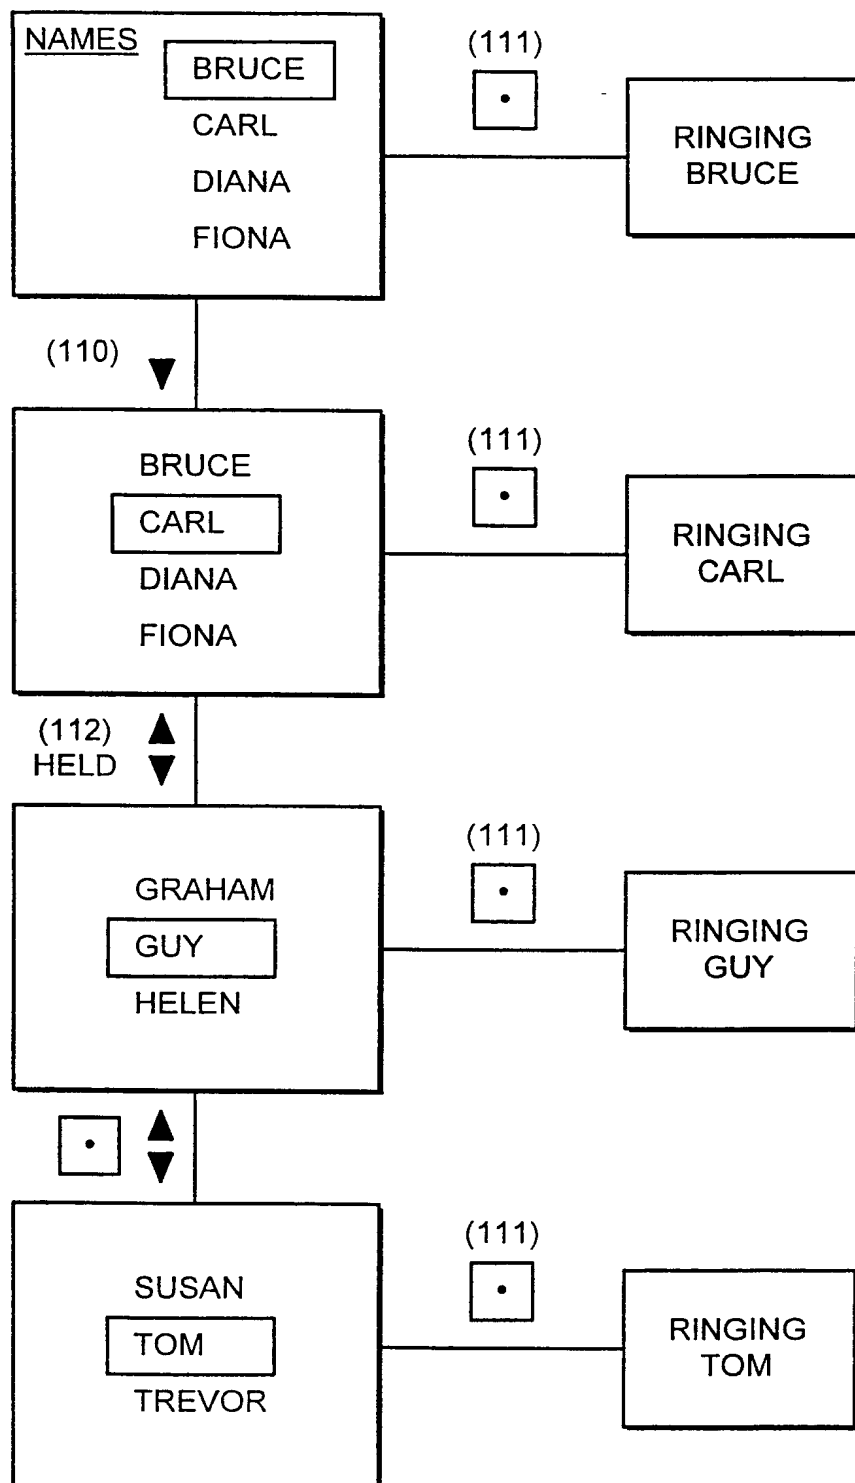 NAMES
BRUCE
CARL
DIANA
FIONA
(111)
RINGING
BRUCE
(110)
BRUCE
CARL
DIANA
FIONA
(111)
RINGING
CARL
(112)
HELD
GRAHAM
GUY
HELEN
(111)
RINGING
GUY
SUSAN
TOM
TREVOR
(111)
RINGING
TOM